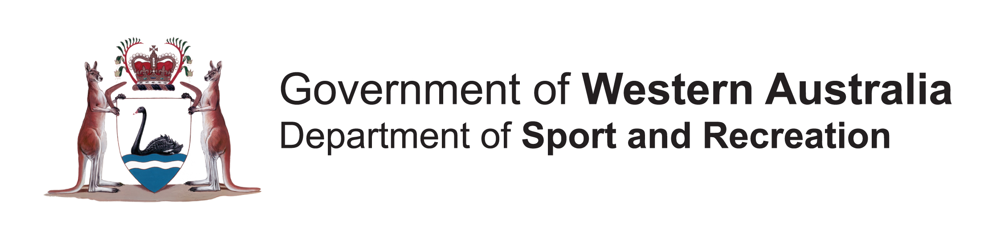 Government of Western Australia
Department of Sport and Recreation